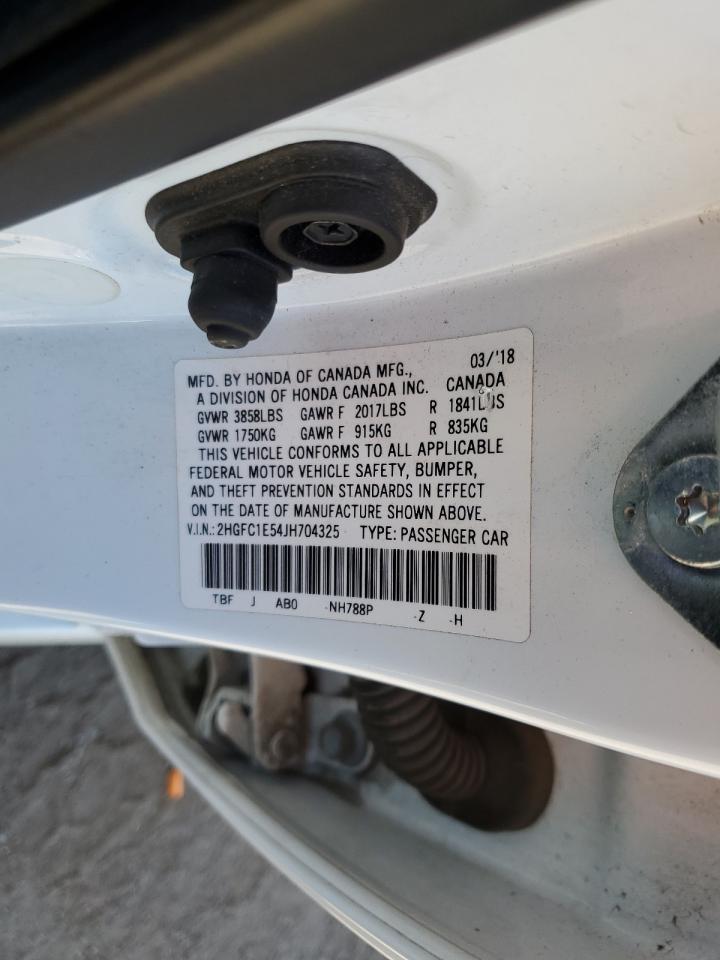 03/'18
MFD. BY HONDA OF CANADA MFG.,
A DIVISION OF HONDA CANADA INC. CANADA
GVWR 3858LBS GAWR F 2017LBS R 1841LBS
GVWR 1750KG GAWR F 915KG R 835KG
THIS VEHICLE CONFORMS TO ALL APPLICABLE
FEDERAL MOTOR VEHICLE SAFETY, BUMPER,
AND THEFT PREVENTION STANDARDS IN EFFECT
ON THE DATE OF MANUFACTURE SHOWN ABOVE.
V.I.N.: 2HGFC1E54JH704325 TYPE: PASSENGER CAR
TBF J AB0 -NH788P -Z -H